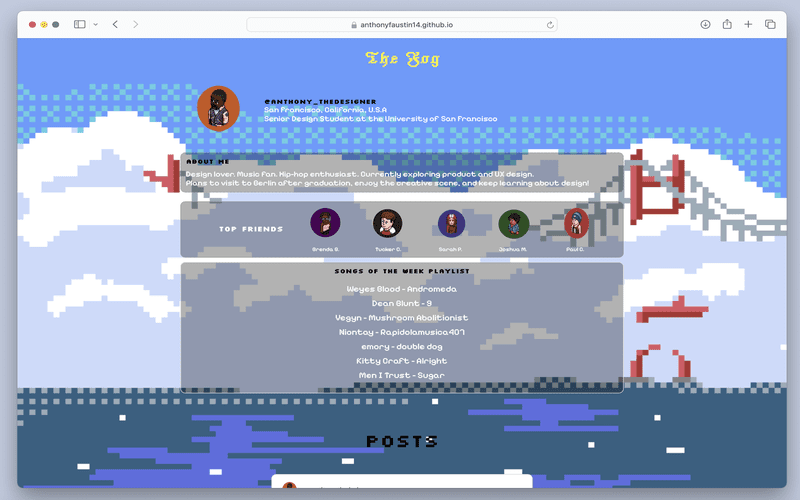 anthonyfaustin14.github.io
The Fog
@ANTHONY_THEDESIGNER
San Francisco, California, U.S.A
Senior Design Student at the University of San Francisco
ABOUT ME
Design lover. Music fan. Hip-hop enthusiast. Currently exploring product and UX design.
Plans to visit to Berlin after graduation, enjoy the creative scene, and keep learning about design!
TOP FRIENDS
Brenda B.
Tucker C.
Sarah P.
Joshua M.
Paul C.
SONGS OF THE WEEK PLAYLIST
Weyes Blood - Andromeda
Dean Blunt - 9
Vegyn - Mushroom Abolitionist
Niontay - Rapidolamusica407
emory - double dog
Kitty Craft - Alright
Men I Trust - Sugar
POSTS